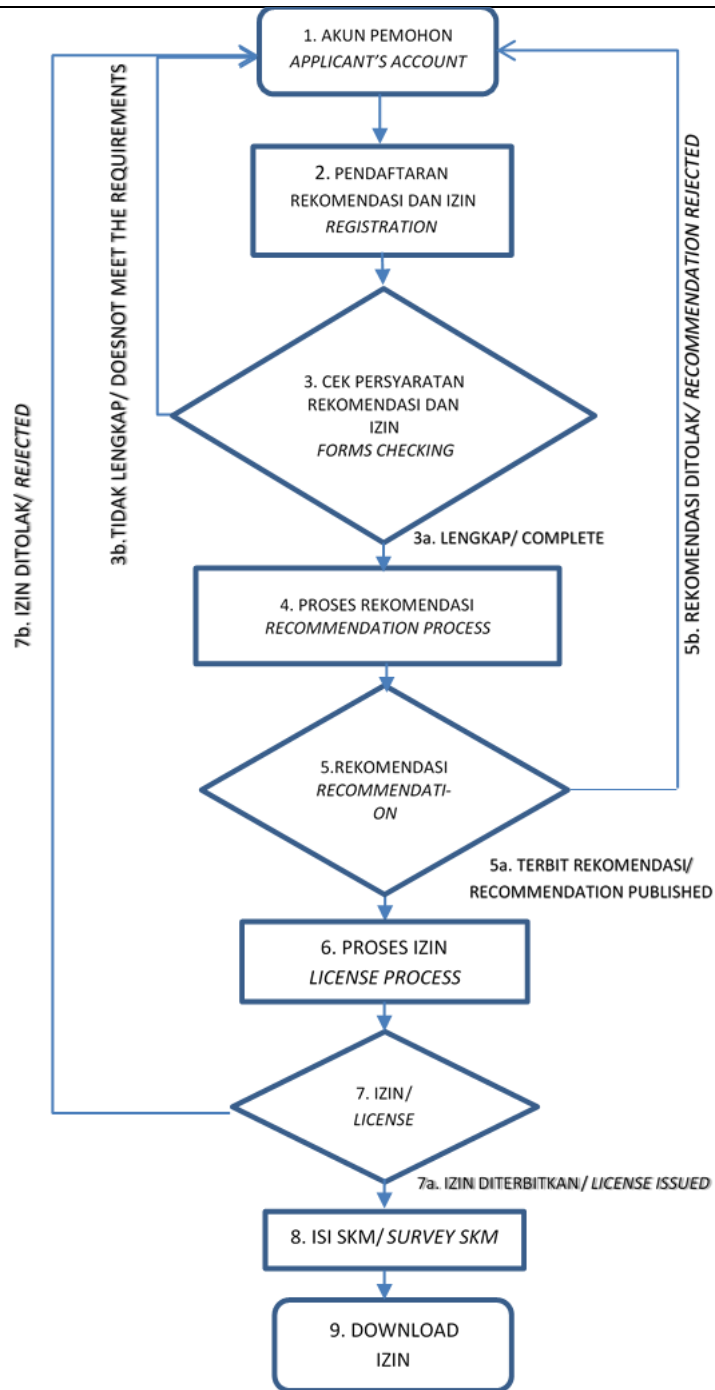 1. AKUN PEMOHON
APPLICANT'S ACCOUNT
2. PENDAFTARAN
REKOMENDASI DAN IZIN
REGISTRATION
3. CEK PERSYARATAN
REKOMENDASI DAN
IZIN
FORMS CHECKING
3a. LENGKAP/ COMPLETE
3b.TIDAK LENGKAP/ DOESNOT MEET THE REQUIREMENTS
4. PROSES REKOMENDASI
RECOMMENDATION PROCESS
5.REKOMENDASI
RECOMMENDATI-
ON
5a. TERBIT REKOMENDASI/
RECOMMENDATION PUBLISHED
5b. REKOMENDASI DITOLAK/ RECOMMENDATION REJECTED
6. PROSES IZIN
LICENSE PROCESS
7. IZIN/
LICENSE
7a. IZIN DITERBITKAN/ LICENSE ISSUED
7b. IZIN DITOLAK/ REJECTED
8. ISI SKM/ SURVEY SKM
9. DOWNLOAD
IZIN